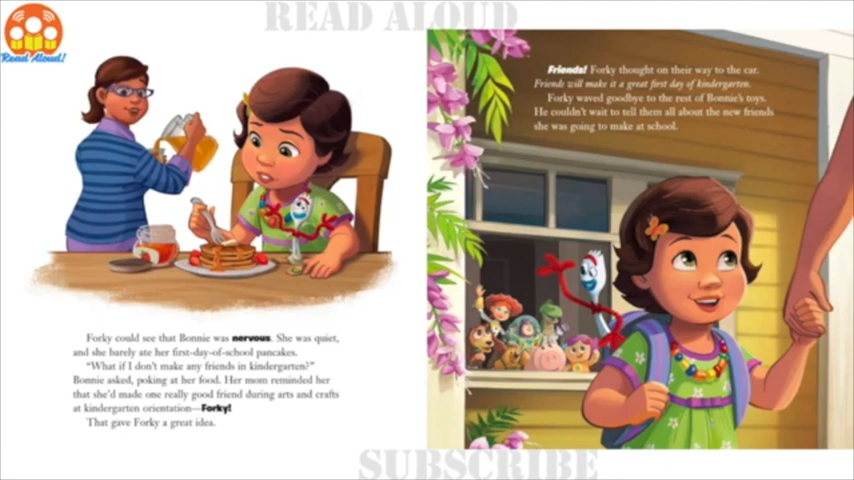 READ ALOUD
Read Aloud!
Forky could see that Bonnie was nervous. She was quiet,
and she barely ate her first-day-of-school pancakes.
"What if I don't make any friends in kindergarten?"
Bonnie asked, poking at her food. Her mom reminded her
that she'd made one really good friend during arts and crafts
at kindergarten orientation—Forky!
That gave Forky a great idea.
Friends! Forky thought on their way to the car.
Friends will make it a great first day of kindergarten.
Forky waved goodbye to the rest of Bonnie's toys.
He couldn't wait to tell them all about the new friends
she was going to make at school.
SUBSCRIBE